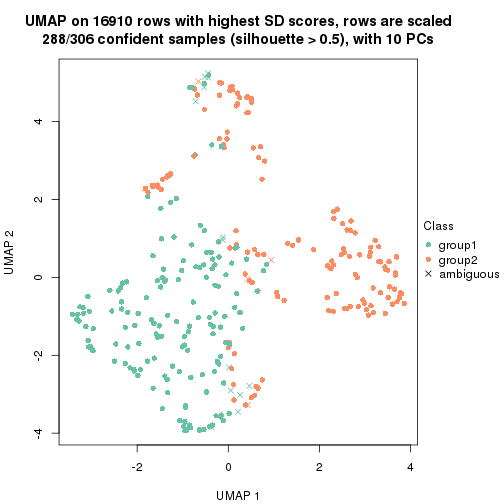 UMAP on 16910 rows with highest SD scores, rows are scaled
288/306 confident samples (silhouette > 0.5), with 10 PCs
Class
group1
group2
ambiguous
UMAP 2
4
2
0
-2
-4
-2
0
2
4
UMAP 1